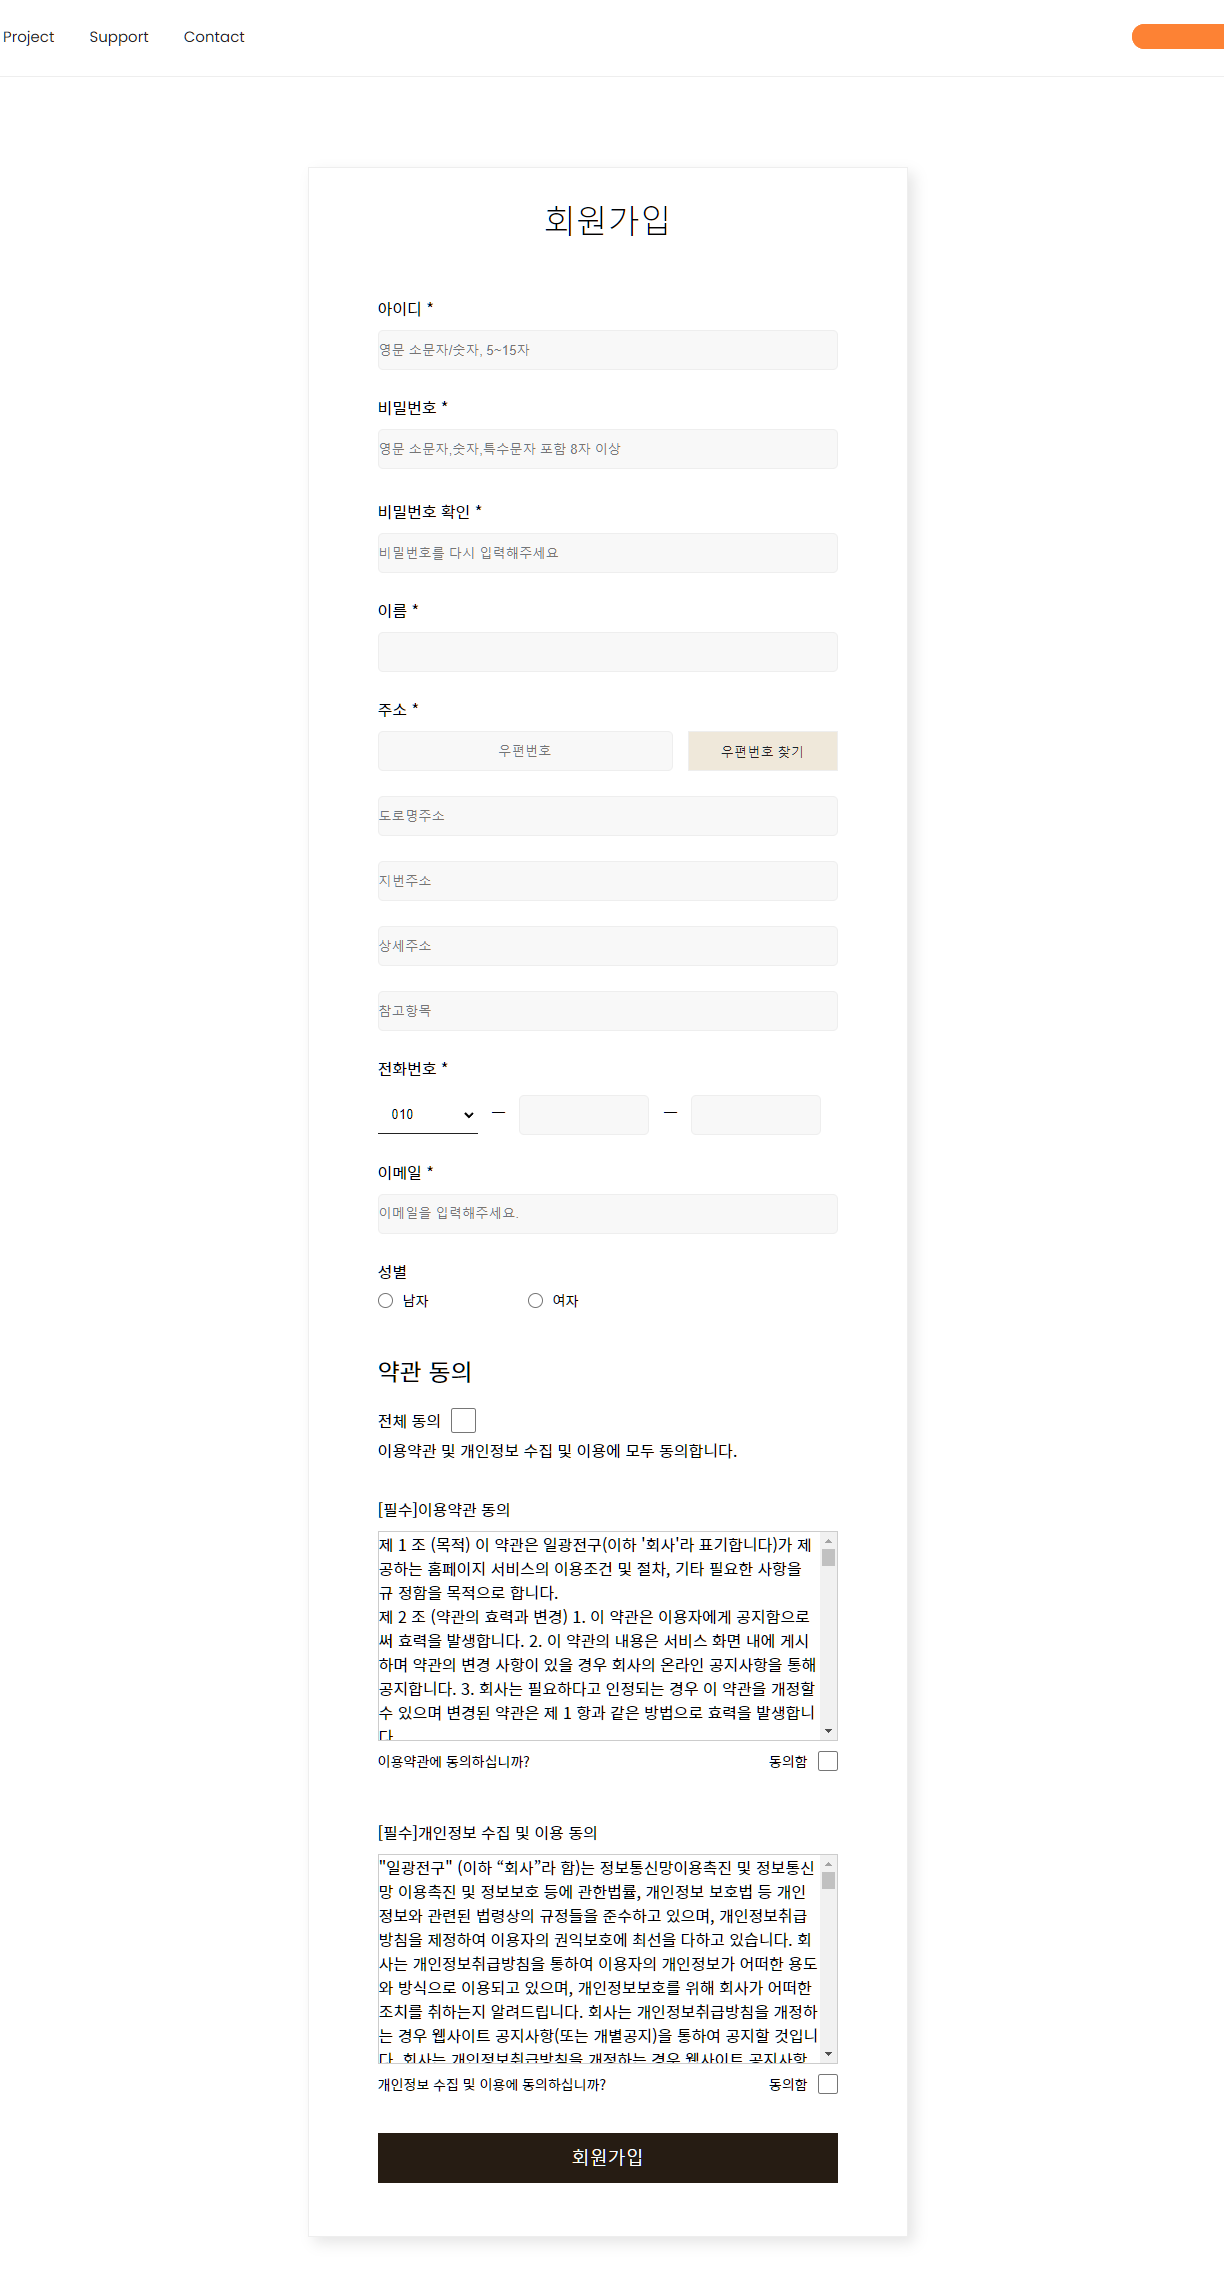 Project Support Contact
회원가입
아이디 *
영문 소문자/숫자, 5~15자
비밀번호 *
영문 소문자,숫자,특수문자 포함 8자 이상
비밀번호 확인 *
비밀번호를 다시 입력해주세요
이름 *
주소 *
우편번호 우편번호 찾기
도로명주소
지번주소
상세주소
참고항목
전화번호 *
010 — —
이메일 *
이메일을 입력해주세요.
성별
남자 여자
약관 동의
전체 동의
이용약관 및 개인정보 수집 및 이용에 모두 동의합니다.
[필수]이용약관 동의
제 1 조 (목적) 이 약관은 일광전구(이하 '회사'라 표기합니다)가 제
공하는 홈페이지 서비스의 이용조건 및 절차, 기타 필요한 사항을
규 정함을 목적으로 합니다.
제 2 조 (약관의 효력과 변경) 1. 이 약관은 이용자에게 공지함으로
써 효력을 발생합니다. 2. 이 약관의 내용은 서비스 화면 내에 게시
하며 약관의 변경 사항이 있을 경우 회사의 온라인 공지사항을 통해
공지합니다. 3. 회사는 필요하다고 인정되는 경우 이 약관을 개정할
수 있으며 변경된 약관은 제 1 항과 같은 방법으로 효력을 발생합니
다.
이용약관에 동의하십니까? 동의함
[필수]개인정보 수집 및 이용 동의
"일광전구" (이하 “회사”라 함)는 정보통신망이용촉진 및 정보통신
망 이용촉진 및 정보보호 등에 관한법률, 개인정보 보호법 등 개인
정보와 관련된 법령상의 규정들을 준수하고 있으며, 개인정보취급
방침을 제정하여 이용자의 권익보호에 최선을 다하고 있습니다. 회
사는 개인정보취급방침을 통하여 이용자의 개인정보가 어떠한 용도
와 방식으로 이용되고 있으며, 개인정보보호를 위해 회사가 어떠한
조치를 취하는지 알려드립니다. 회사는 개인정보취급방침을 개정하
는 경우 웹사이트 공지사항(또는 개별공지)을 통하여 공지할 것입니
다. 회사는 개인정보취급방침을 개정하는 경우 웹사이트 공지사항
개인정보 수집 및 이용에 동의하십니까? 동의함
회원가입